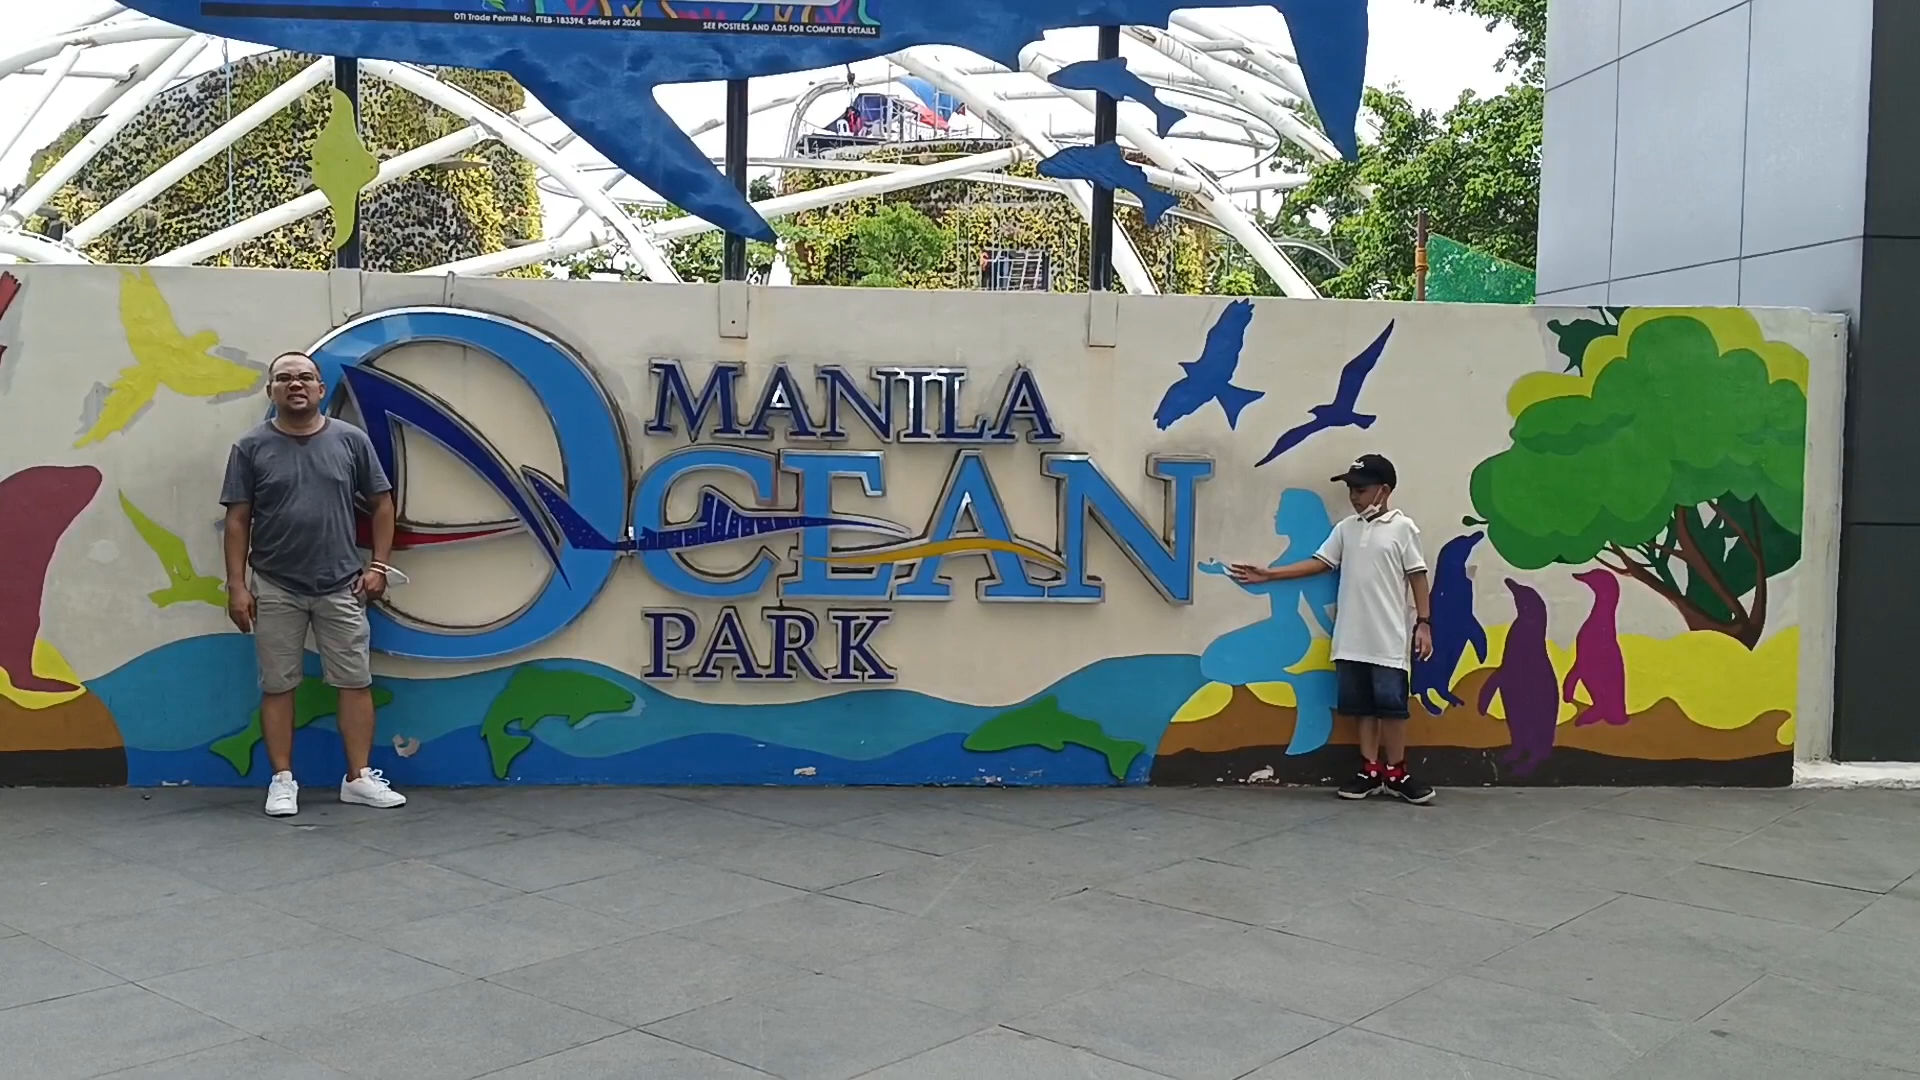 DTI Trade Permit No. FTEB-183394, Series of 2024
SEE POSTERS AND ADS FOR COMPLETE DETAILS
MANILA
OCEAN
PARK